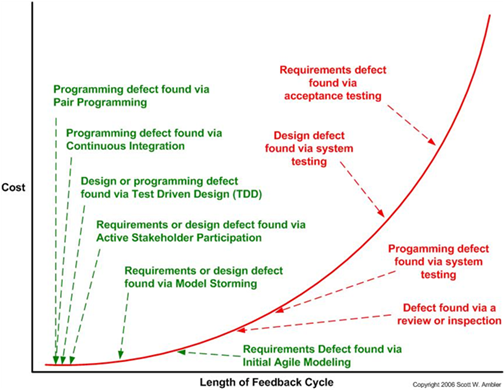 Programming defect found via
Pair Programming
Programming defect found via
Continuous Integration
Design or programming defect
found via Test Driven Design (TDD)
Requirements or design defect found via
Active Stakeholder Participation
Requirements or design defect
found via Model Storming
Requirements Defect found via
Initial Agile Modeling
Requirements defect
found via
acceptance testing
Design defect
found via system
testing
Progamming defect
found via system
testing
Defect found via a
review or inspection
Cost
Length of Feedback Cycle
Copyright 2006 Scott W. Ambler